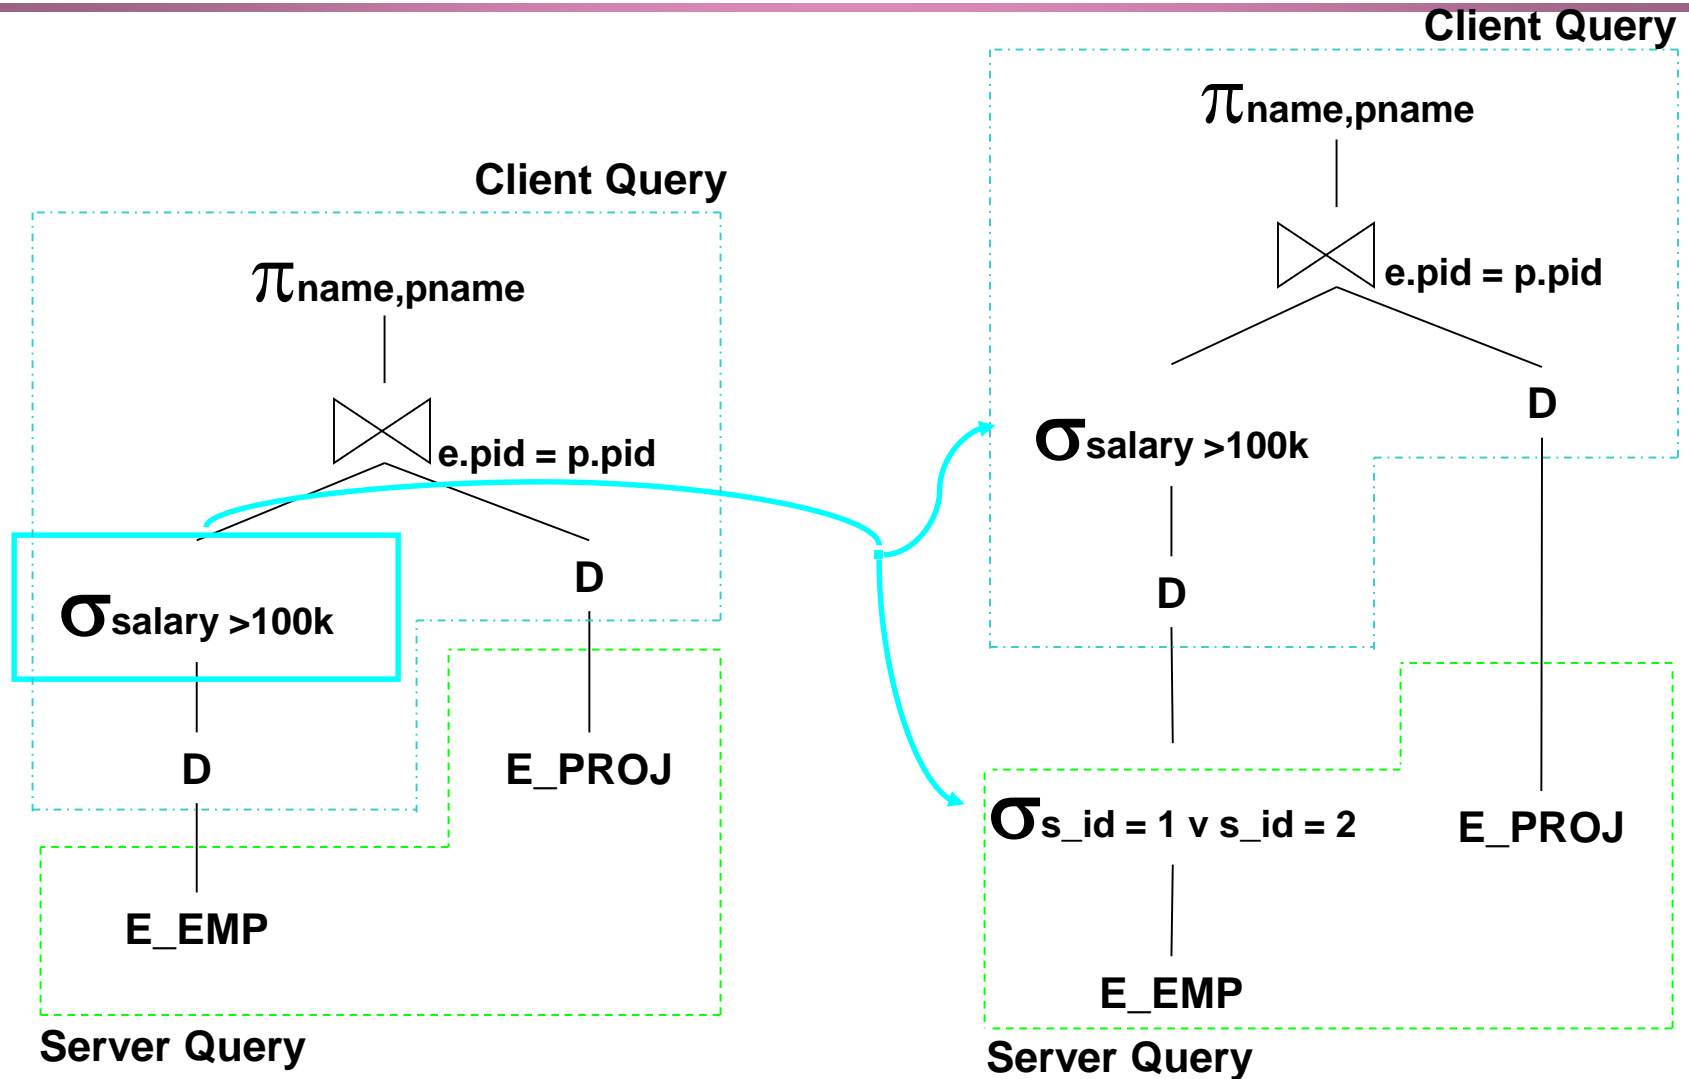 Client Query
πname,pname
e.pid = p.pid
σsalary >100k
D
D
E_PROJ
E_EMP
Server Query
Client Query
πname,pname
e.pid = p.pid
D
σsalary >100k
D
σs_id = 1 v s_id = 2
E_PROJ
E_EMP
Server Query